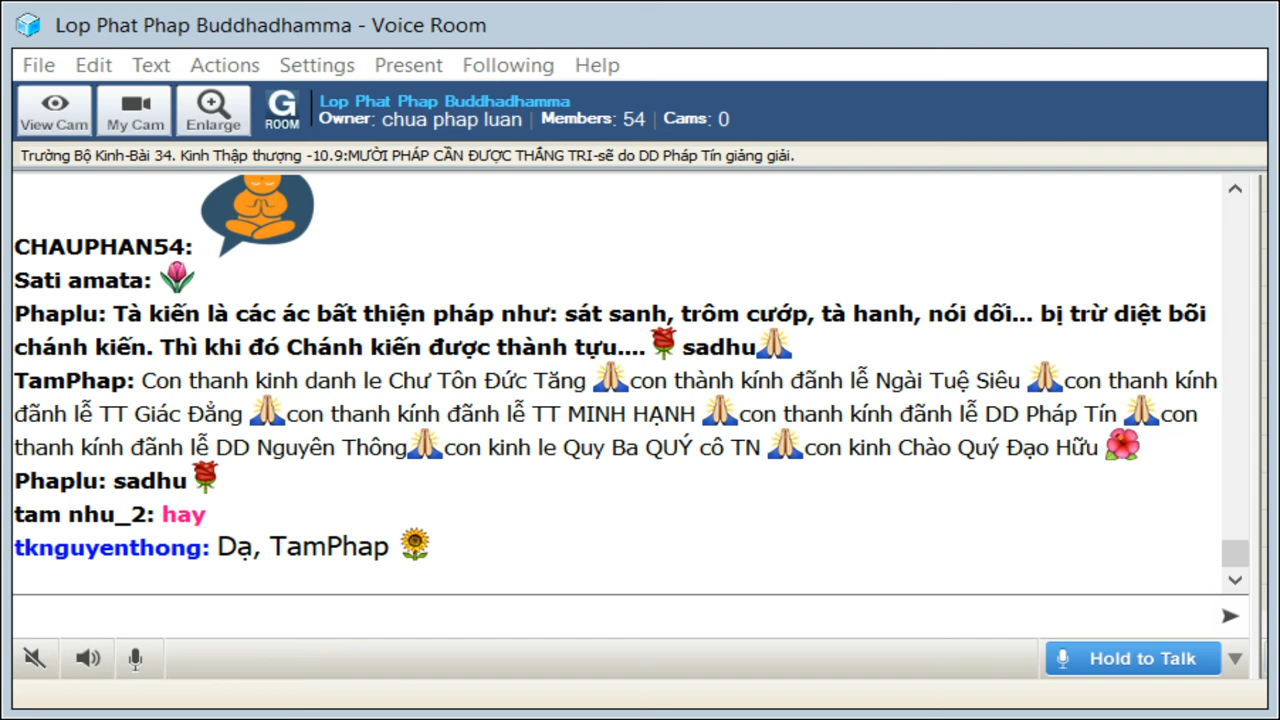 Lop Phat Phap Buddhadhamma - Voice Room
File Edit Text Actions Settings Present Following Help
View Cam My Cam Enlarge G ROOM Lop Phat Phap Buddhadhamma
Owner: chua phap luan | Members: 54 | Cams: 0
Trường Bộ Kinh-Bài 34. Kinh Thập thượng -10.9:MƯỜI PHÁP CẦN ĐƯỢC THẮNG TRI-sẽ do DD Pháp Tín giảng giải.
CHAUPHAN54:
Sati amata:
Phaplu: Tà kiến là các ác bất thiện pháp như: sát sanh, trôm cướp, tà hanh, nói dối... bị trừ diệt bõi
chánh kiến. Thì khi đó Chánh kiến được thành tựu.... sadhu
TamPhap: Con thanh kinh danh le Chư Tôn Đức Tăng con thành kính đãnh lễ Ngài Tuệ Siêu con thanh kính
đãnh lễ TT Giác Đẳng con thanh kính đãnh lễ TT MINH HẠNH con thanh kính đãnh lễ DD Pháp Tín con
thanh kính đãnh lễ DD Nguyên Thông con kinh le Quy Ba QUÝ cô TN con kinh Chào Quý Đạo Hữu
Phaplu: sadhu
tam nhu_2: hay
tknguyenthong: Dạ, TamPhap
Hold to Talk